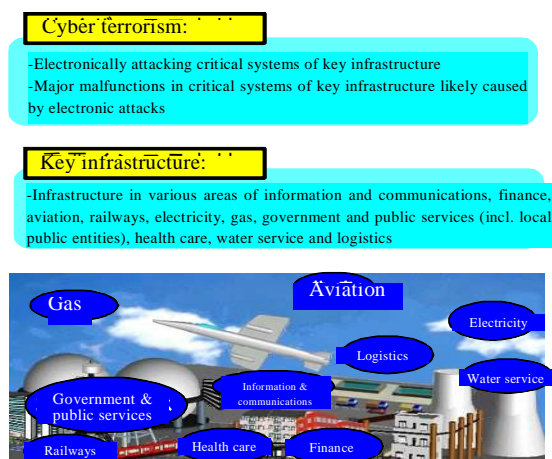 Cyber terrorism:
-Electronically attacking critical systems of key infrastructure
-Major malfunctions in critical systems of key infrastructure likely caused
by electronic attacks
Key infrastructure:
-Infrastructure in various areas of information and communications, finance,
aviation, railways, electricity, gas, government and public services (incl. local
public entities), health care, water service and logistics
Gas
Aviation
Electricity
Logistics
Water service
Government &
public services
Information &
communications
Railways
Health care
Finance